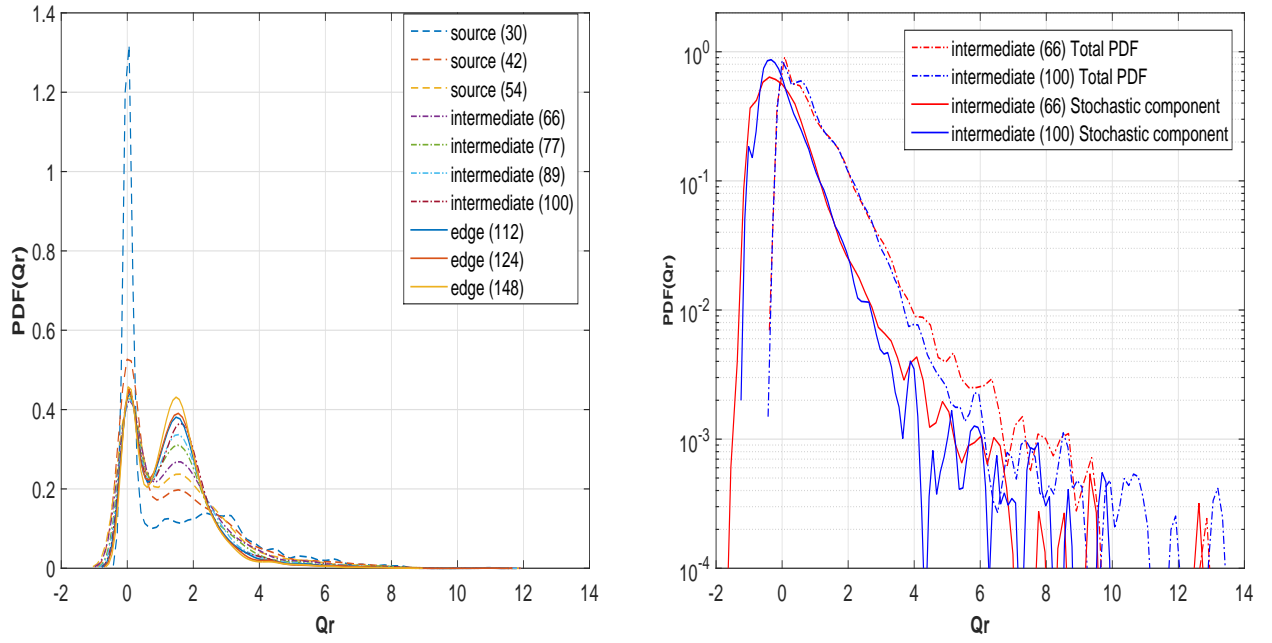 1.4
1.2
1
0.8
0.6
0.4
0.2
0
-2
0
2
4
6
8
10
12
14
PDF(Qr)
Qr
source (30)
source (42)
source (54)
intermediate (66)
intermediate (77)
intermediate (89)
intermediate (100)
edge (112)
edge (124)
edge (148)
10^0
10^-1
10^-2
10^-3
10^-4
-2
0
2
4
6
8
10
12
14
PDF(Qr)
Qr
intermediate (66) Total PDF
intermediate (100) Total PDF
intermediate (66) Stochastic component
intermediate (100) Stochastic component